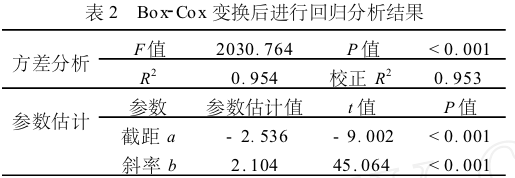 表 2 Box-Cox 变换后进行回归分析结果
方差分析 F 值 2030.764 P 值 <0.001
R² 0.954 校正 R² 0.953
参数估计 参数 参数估计值 t 值 P 值
截距 a - 2.536 - 9.002 <0.001
斜率 b 2.104 45.064 <0.001